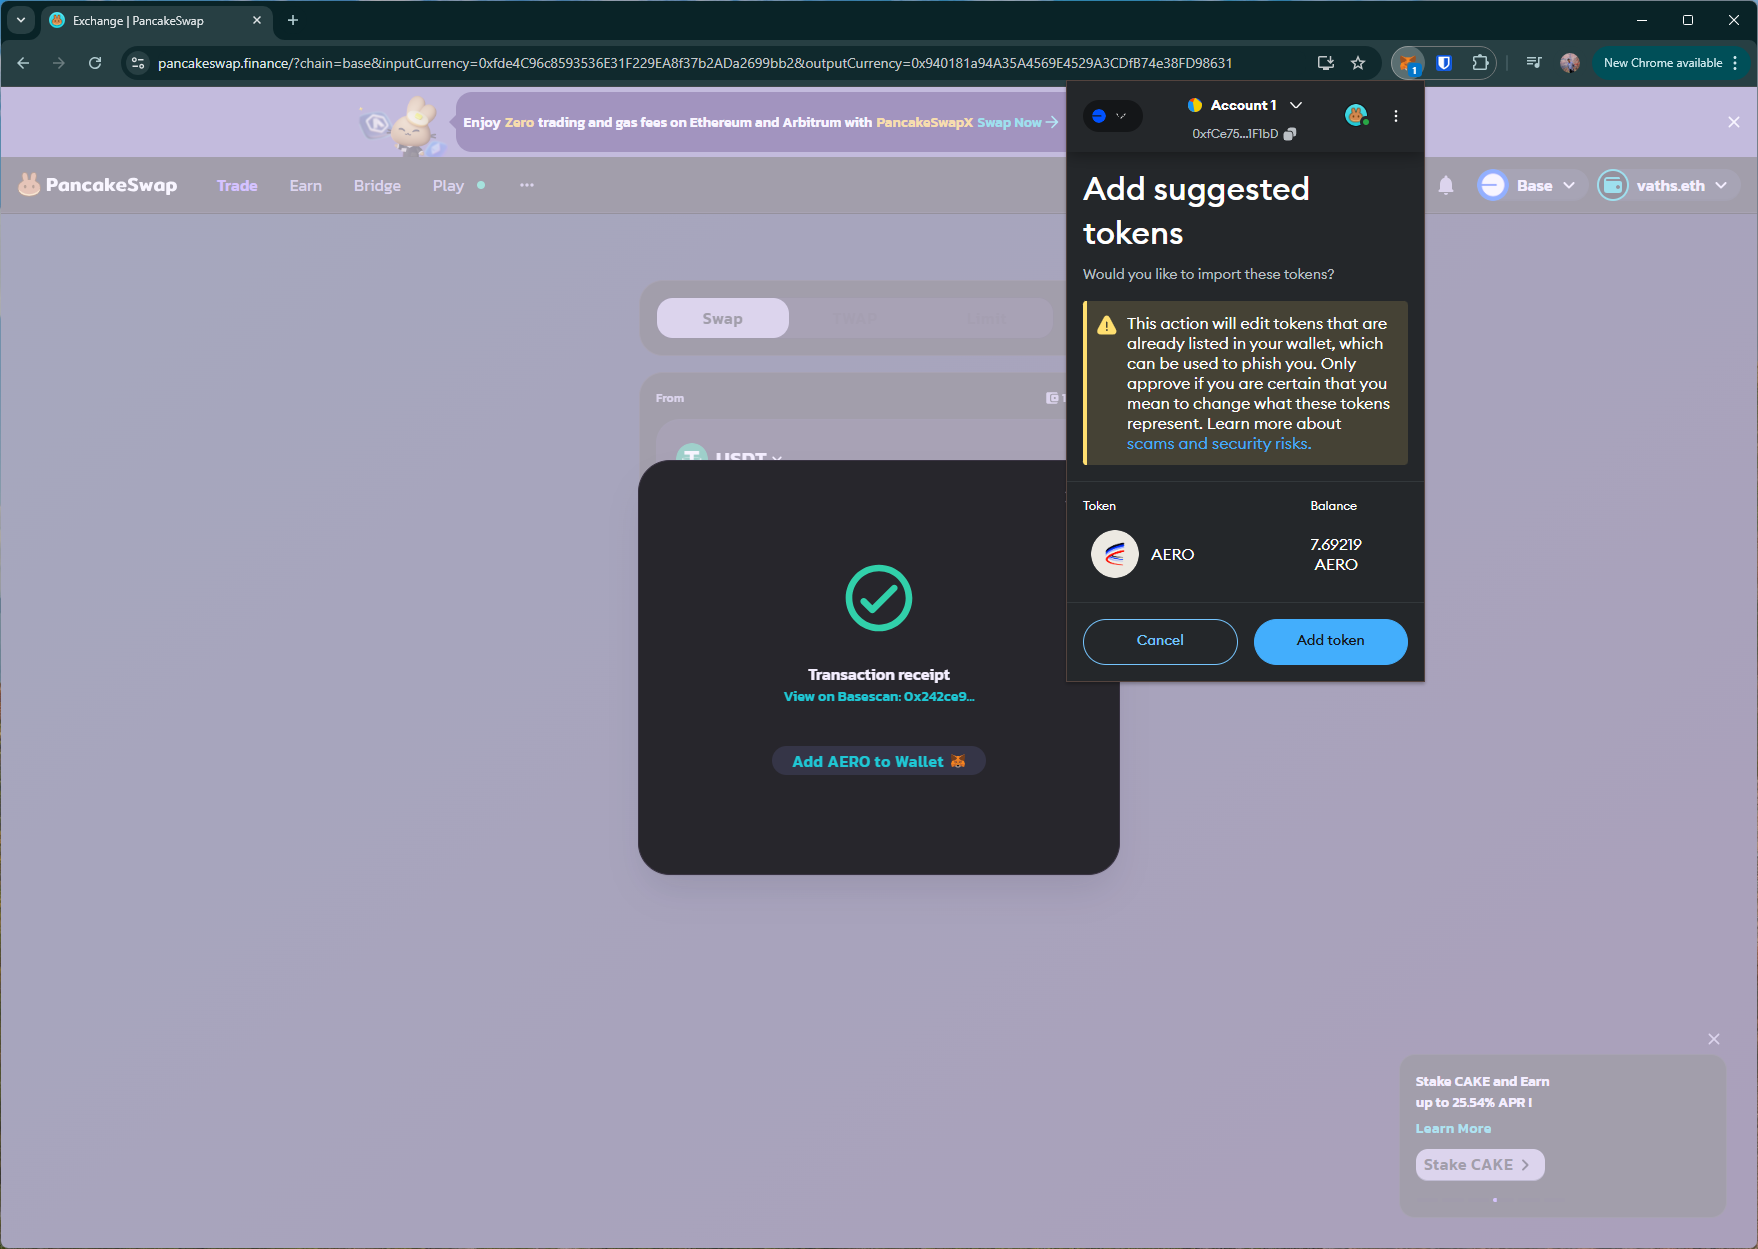 Exchange | PancakeSwap
pancakeswap.finance/?chain=base&inputCurrency=0xfde4C96c8593536E31F229EA8f37b2ADa2699bb2&outputCurrency=0x940181a94A35A4569E4529A3CDfB74e38FD98631
1
New Chrome available
Enjoy Zero trading and gas fees on Ethereum and Arbitrum with PancakeSwapX Swap Now
PancakeSwap
Trade
Earn
Bridge
Play
Base
vaths.eth
Account 1
0xfCe75...1F1bD
Add suggested
tokens
Would you like to import these tokens?
This action will edit tokens that are
already listed in your wallet, which
can be used to phish you. Only
approve if you are certain that you
mean to change what these tokens
represent. Learn more about
scams and security risks.
Token
Balance
AERO
7.69219
AERO
Cancel
Add token
Swap
TWAP
Limit
From
USDT
Transaction receipt
View on Basescan: 0x242ce9...
Add AERO to Wallet
Stake CAKE and Earn
up to 25.54% APR !
Learn More
Stake CAKE